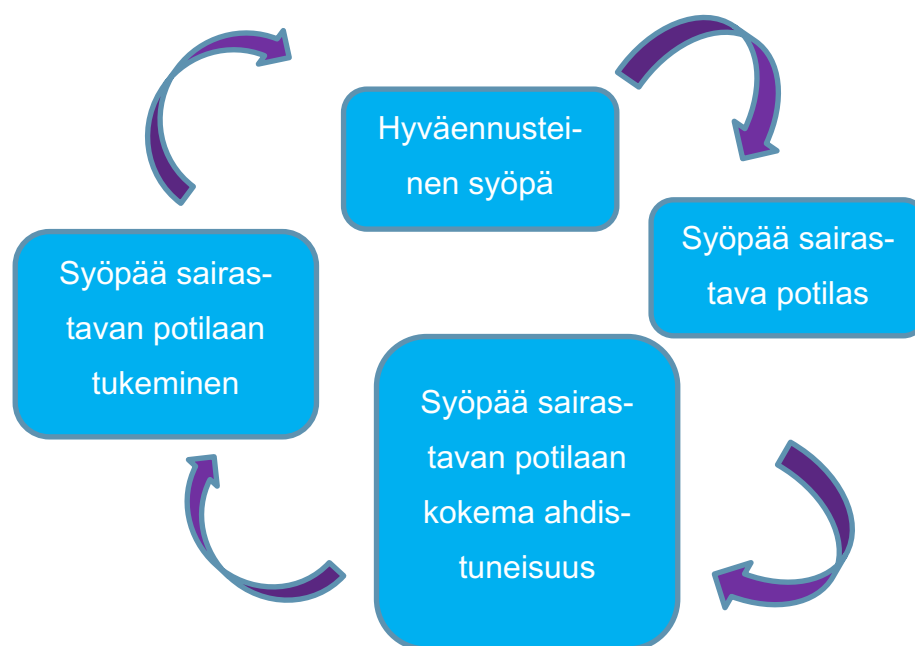 Hyväennustei-
nen syöpä
Syöpää sairas-
tava potilas
Syöpää sairas-
tavan potilaan
kokema ahdis-
tuneisuus
Syöpää sairas-
tavan potilaan
tukeminen